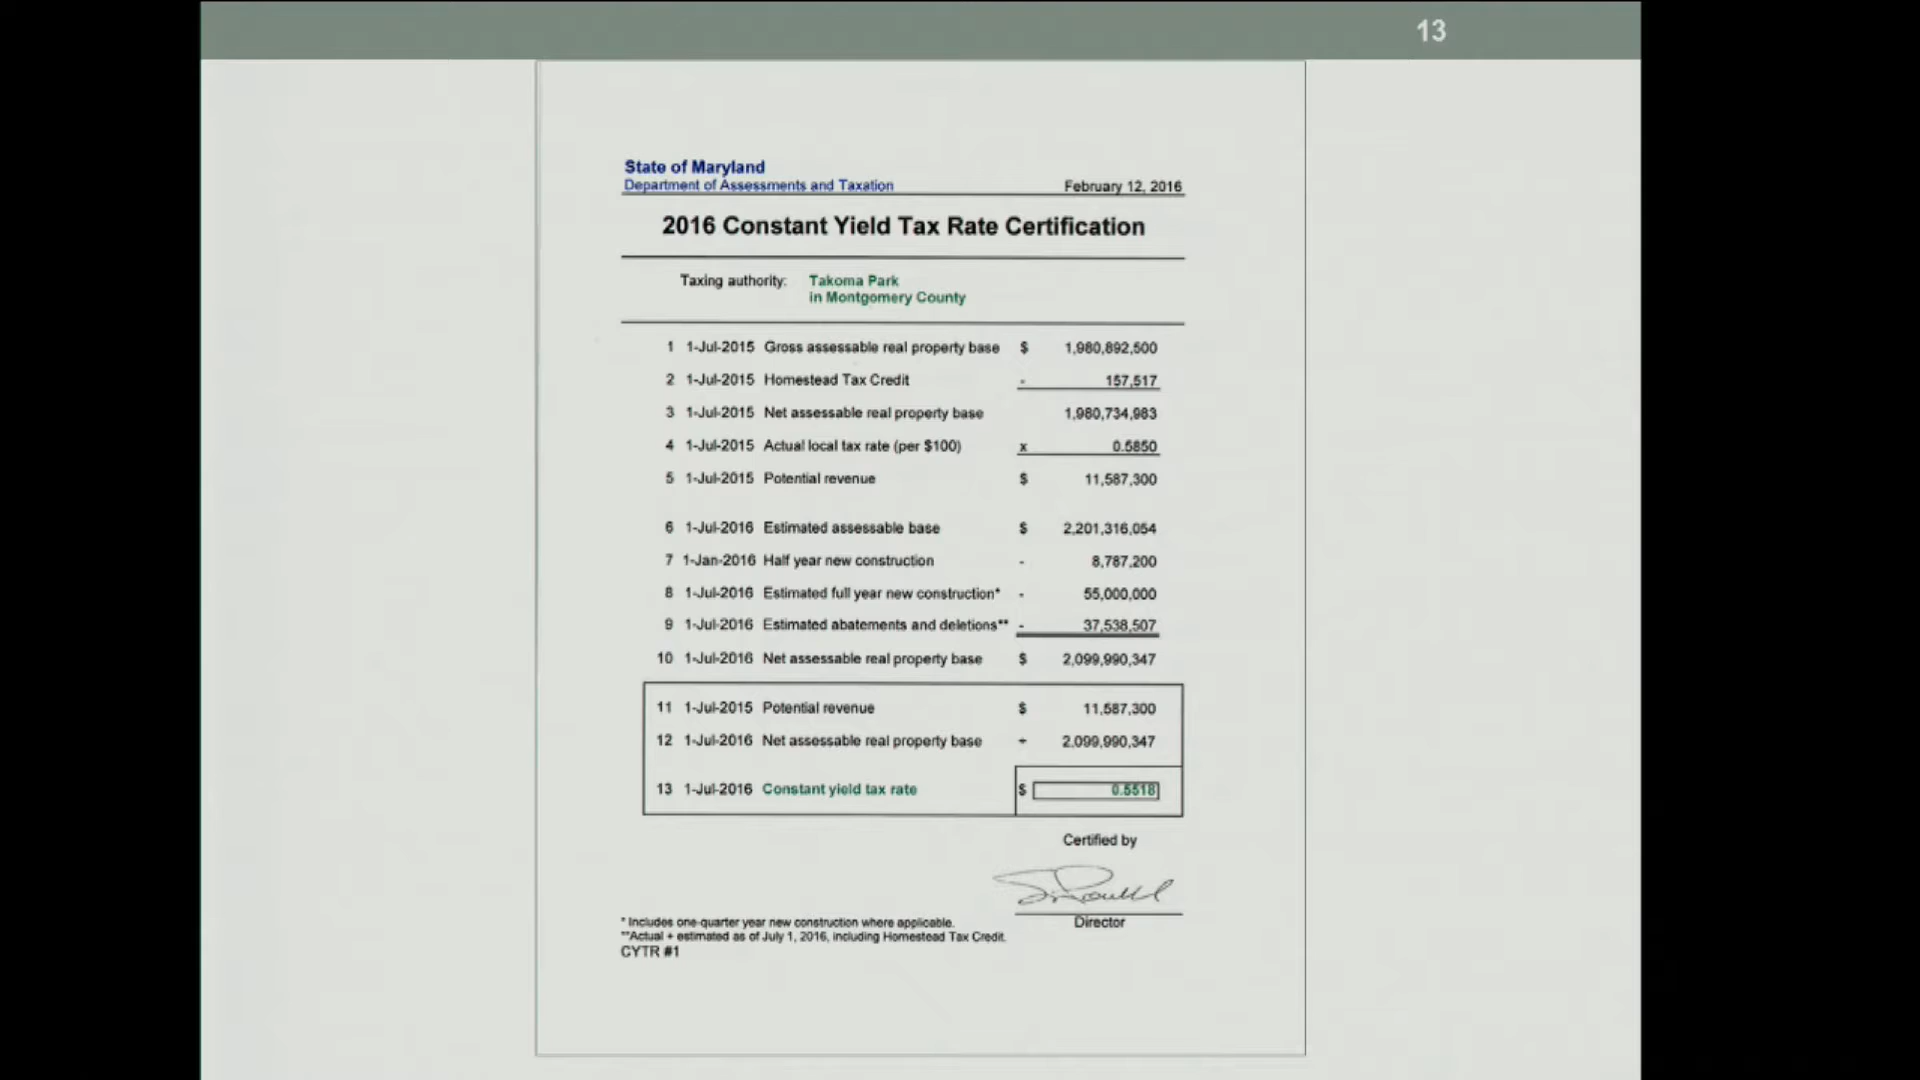 13
State of Maryland
Department of Assessments and Taxation February 12, 2016
2016 Constant Yield Tax Rate Certification
Taxing authority: Takoma Park
in Montgomery County
1 1-Jul-2015 Gross assessable real property base $ 1,980,892,500
2 1-Jul-2015 Homestead Tax Credit - 157,517
3 1-Jul-2015 Net assessable real property base 1,980,734,983
4 1-Jul-2015 Actual local tax rate (per $100) x 0.5850
5 1-Jul-2015 Potential revenue $ 11,587,300
6 1-Jul-2016 Estimated assessable base $ 2,201,316,054
7 1-Jan-2016 Half year new construction - 8,787,200
8 1-Jul-2016 Estimated full year new construction* - 55,000,000
9 1-Jul-2016 Estimated abatements and deletions** - 37,538,507
10 1-Jul-2016 Net assessable real property base $ 2,099,990,347
11 1-Jul-2015 Potential revenue $ 11,587,300
12 1-Jul-2016 Net assessable real property base ÷ 2,099,990,347
13 1-Jul-2016 Constant yield tax rate $ 0.5518
Certified by
Director
* Includes one-quarter year new construction where applicable.
**Actual + estimated as of July 1, 2016, including Homestead Tax Credit.
CYTR #1